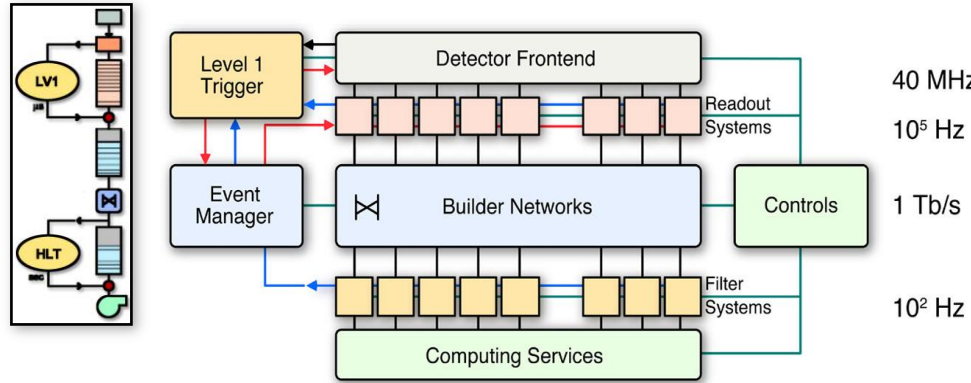 LV1
µs
HLT
sec
Level 1
Trigger
Detector Frontend
40 MHz
Readout
Systems
10⁵ Hz
Event
Manager
Builder Networks
Controls
1 Tb/s
Filter
Systems
10² Hz
Computing Services